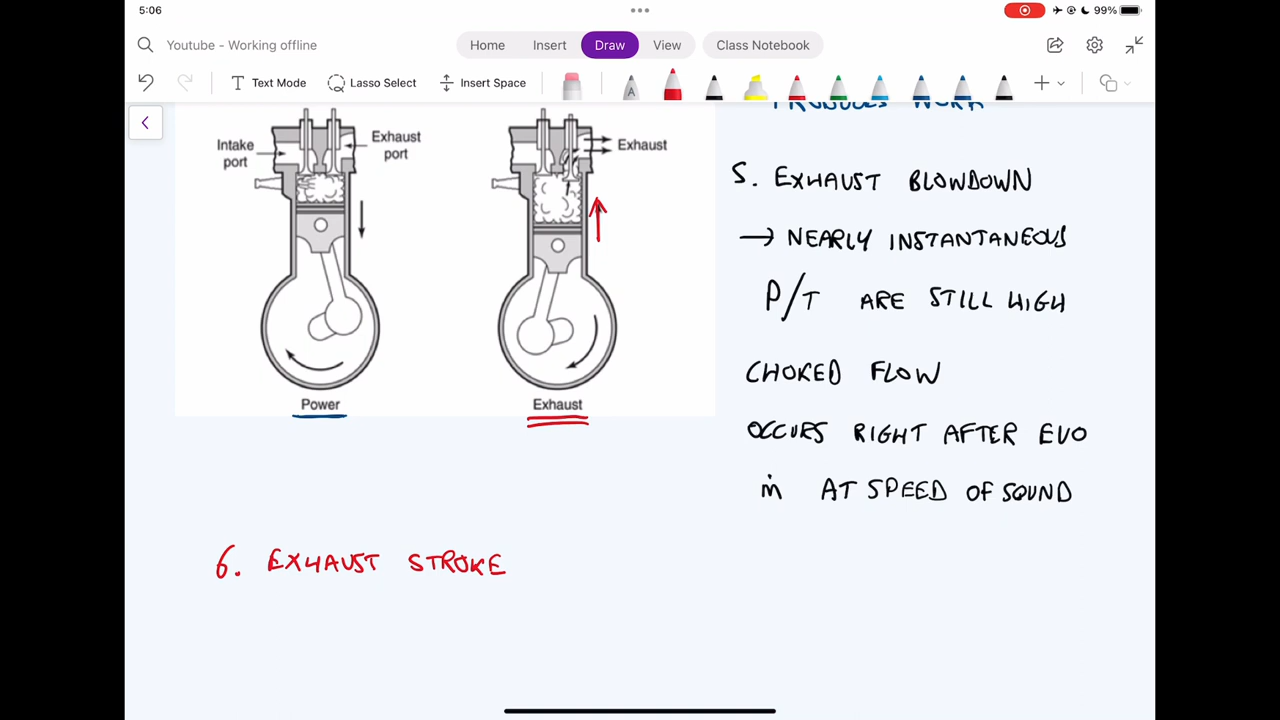 5:06
99%
Youtube - Working offline
Home Insert Draw View Class Notebook
Text Mode Lasso Select Insert Space
A
PRODUCES WORK
Intake port
Exhaust port
Exhaust
Power
Exhaust
5. EXHAUST BLOWDOWN
→ NEARLY INSTANTANEOUS
P/T ARE STILL HIGH
CHOKED FLOW
OCCURS RIGHT AFTER EVO
ṁ AT SPEED OF SOUND
6. EXHAUST STROKE